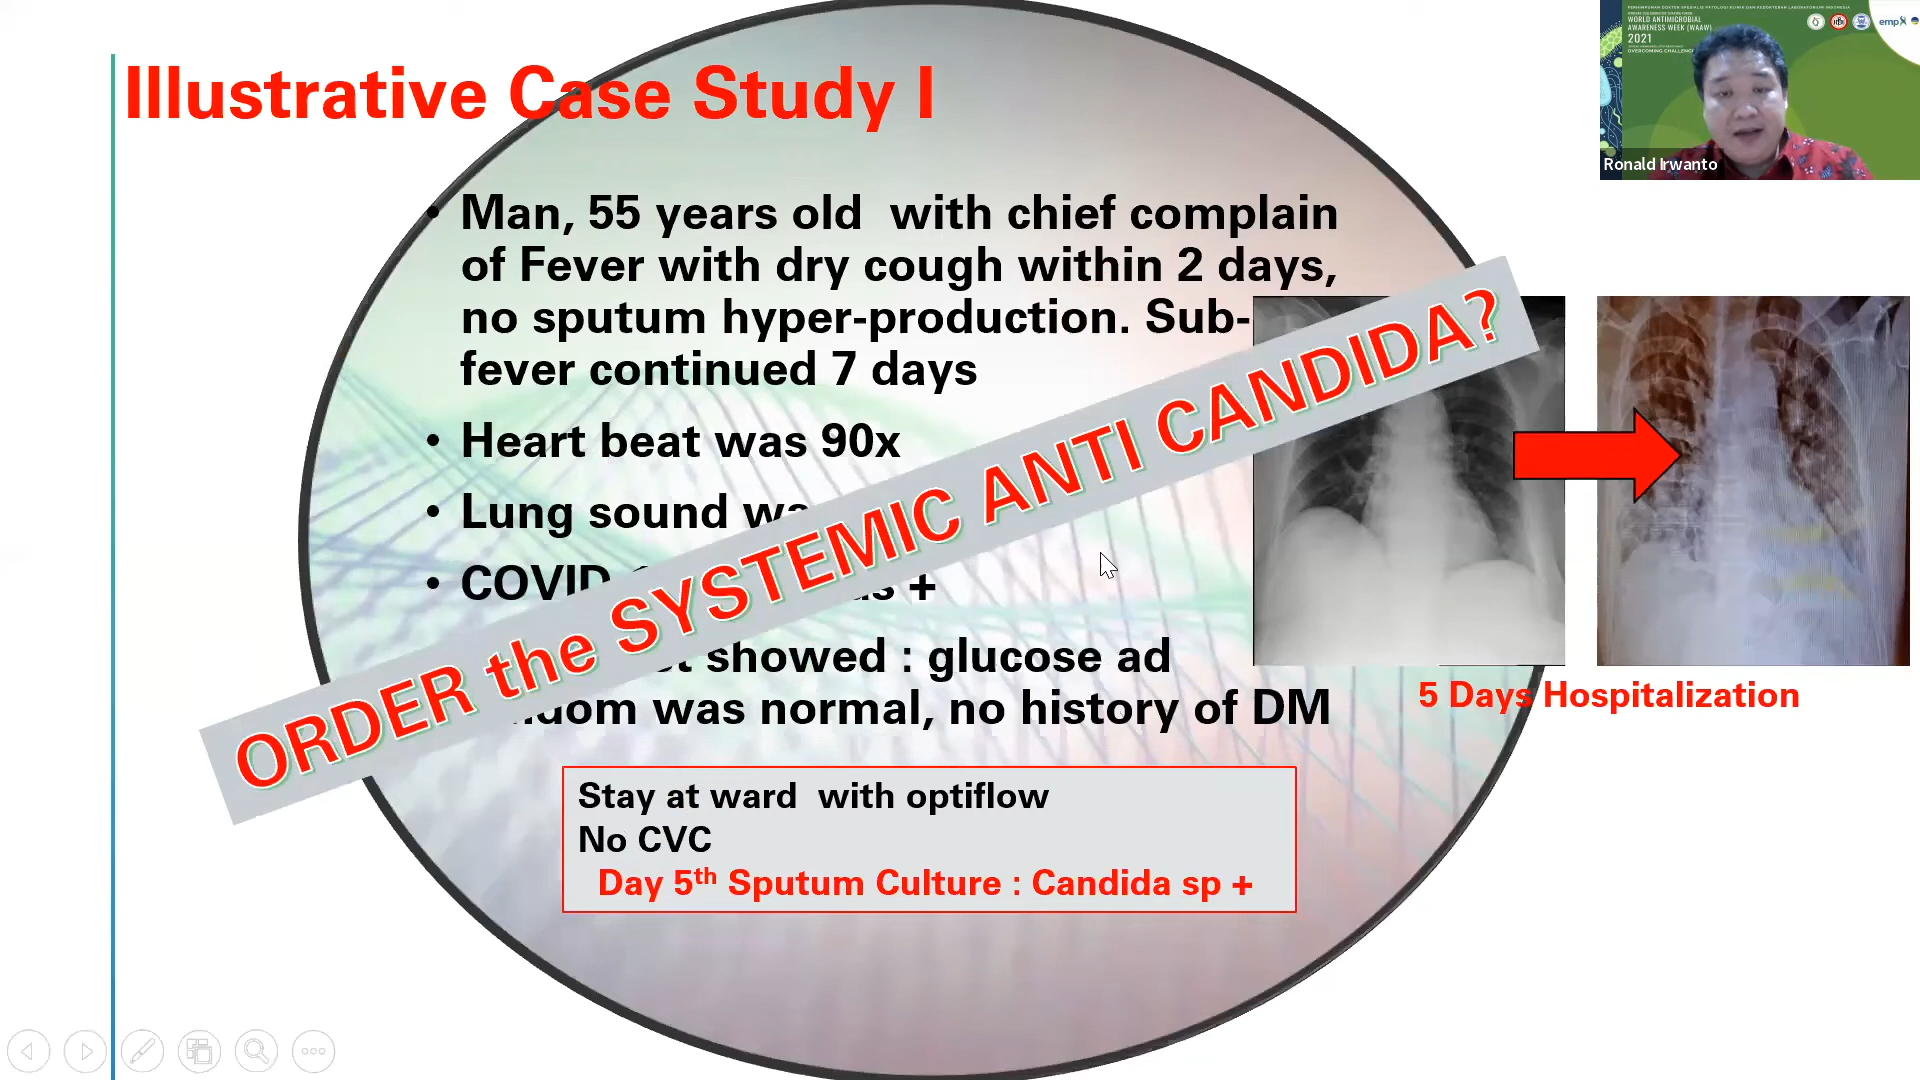 Illustrative Case Study I
• Man, 55 years old with chief complain
of Fever with dry cough within 2 days,
no sputum hyper-production. Sub-
fever continued 7 days
• Heart beat was 90x
• Lung sound
• COVID
+
showed : glucose ad
was normal, no history of DM
ORDER the SYSTEMIC ANTI CANDIDA?
Stay at ward with optiflow
No CVC
Day 5th Sputum Culture : Candida sp +
5 Days Hospitalization
WORLD ANTIMICROBIAL
AWARENESS WEEK (WAAW)
2021
OVERCOMING CHALLENGE
Ronald Irwanto